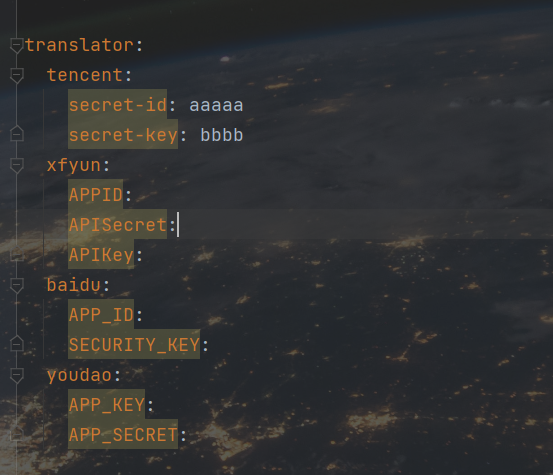 translator:
tencent:
secret-id: aaaaa
secret-key: bbbb
xfyun:
APPID:
APISecret:
APIKey:
baidu:
APP_ID:
SECURITY_KEY:
youdao:
APP_KEY:
APP_SECRET: